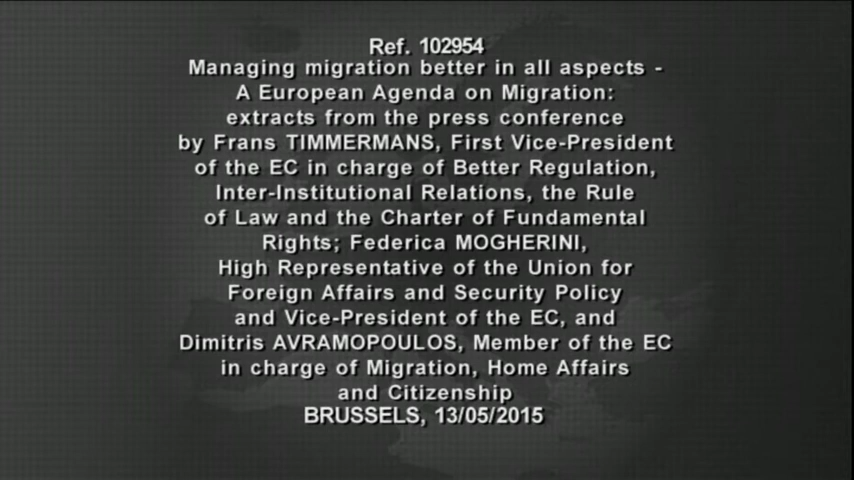 Ref. 102954
Managing migration better in all aspects -
A European Agenda on Migration:
extracts from the press conference
by Frans TIMMERMANS, First Vice-President
of the EC in charge of Better Regulation,
Inter-Institutional Relations, the Rule
of Law and the Charter of Fundamental
Rights; Federica MOGHERINI,
High Representative of the Union for
Foreign Affairs and Security Policy
and Vice-President of the EC, and
Dimitris AVRAMOPOULOS, Member of the EC
in charge of Migration, Home Affairs
and Citizenship
BRUSSELS, 13/05/2015